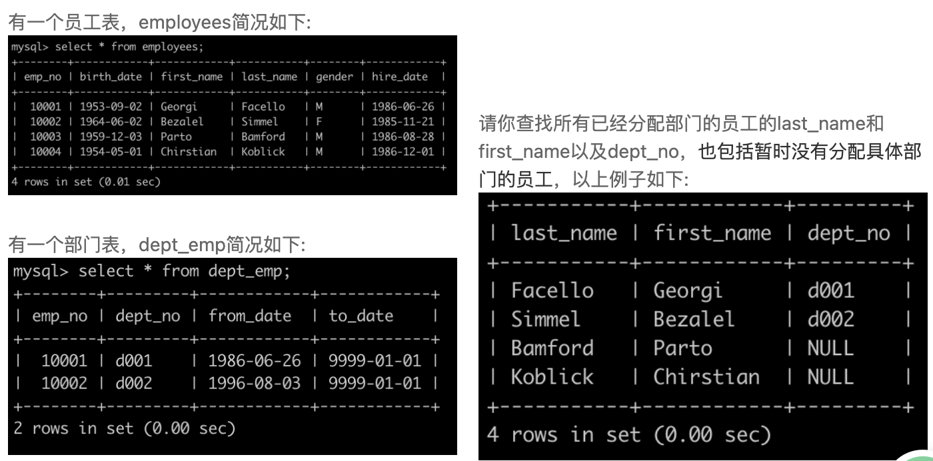 有一个员工表，employees简况如下:
mysql> select * from employees;
+--------+------------+------------+-----------+--------+------------+
| emp_no | birth_date | first_name | last_name | gender | hire_date  |
+--------+------------+------------+-----------+--------+------------+
|  10001 | 1953-09-02 | Georgi     | Facello   | M      | 1986-06-26 |
|  10002 | 1964-06-02 | Bezalel    | Simmel    | F      | 1985-11-21 |
|  10003 | 1959-12-03 | Parto      | Bamford   | M      | 1986-08-28 |
|  10004 | 1954-05-01 | Chirstian  | Koblick   | M      | 1986-12-01 |
+--------+------------+------------+-----------+--------+------------+
4 rows in set (0.01 sec)
有一个部门表，dept_emp简况如下:
mysql> select * from dept_emp;
+--------+---------+------------+------------+
| emp_no | dept_no | from_date  | to_date    |
+--------+---------+------------+------------+
|  10001 | d001    | 1986-06-26 | 9999-01-01 |
|  10002 | d002    | 1996-08-03 | 9999-01-01 |
+--------+---------+------------+------------+
2 rows in set (0.00 sec)
请你查找所有已经分配部门的员工的last_name和
first_name以及dept_no，也包括暂时没有分配具体部
门的员工，以上例子如下:
+-----------+------------+---------+
| last_name | first_name | dept_no |
+-----------+------------+---------+
| Facello   | Georgi     | d001    |
| Simmel    | Bezalel    | d002    |
| Bamford   | Parto      | NULL    |
| Koblick   | Chirstian  | NULL    |
+-----------+------------+---------+
4 rows in set (0.00 sec)